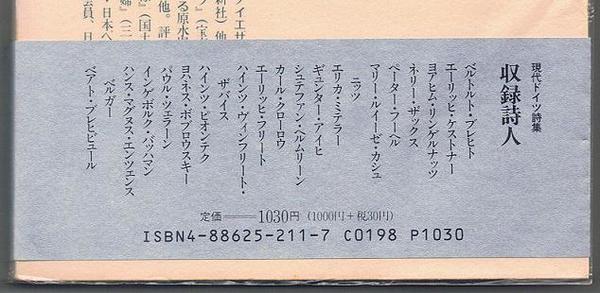 現代ドイツ詩集
収録詩人
ベルトルト・ブレヒト
エーリッヒ・ケストナー
ヨアヒム・リンゲルナッツ
ネリー・ザックス
ペーター・フーヘル
マリー・ルイーゼ・カシュ
ニッツ
エリカ・ミテラー
ギュンター・アイヒ
シュテファン・ヘルムリーン
カール・クローロウ
エーリッヒ・フリート
ハインツ・ヴィンフリート・
ザバイス
ハインツ・ピオンテク
ヨハネス・ボブロウスキー
パウル・ツェラーン
インゲボルク・バッハマン
ハンス・マグヌス・エンツェンス
ベルガー
ベアト・ブレヒビュール
定価——1030円（1000円+税30円）
ISBN4-88625-211-7 C0198 P1030